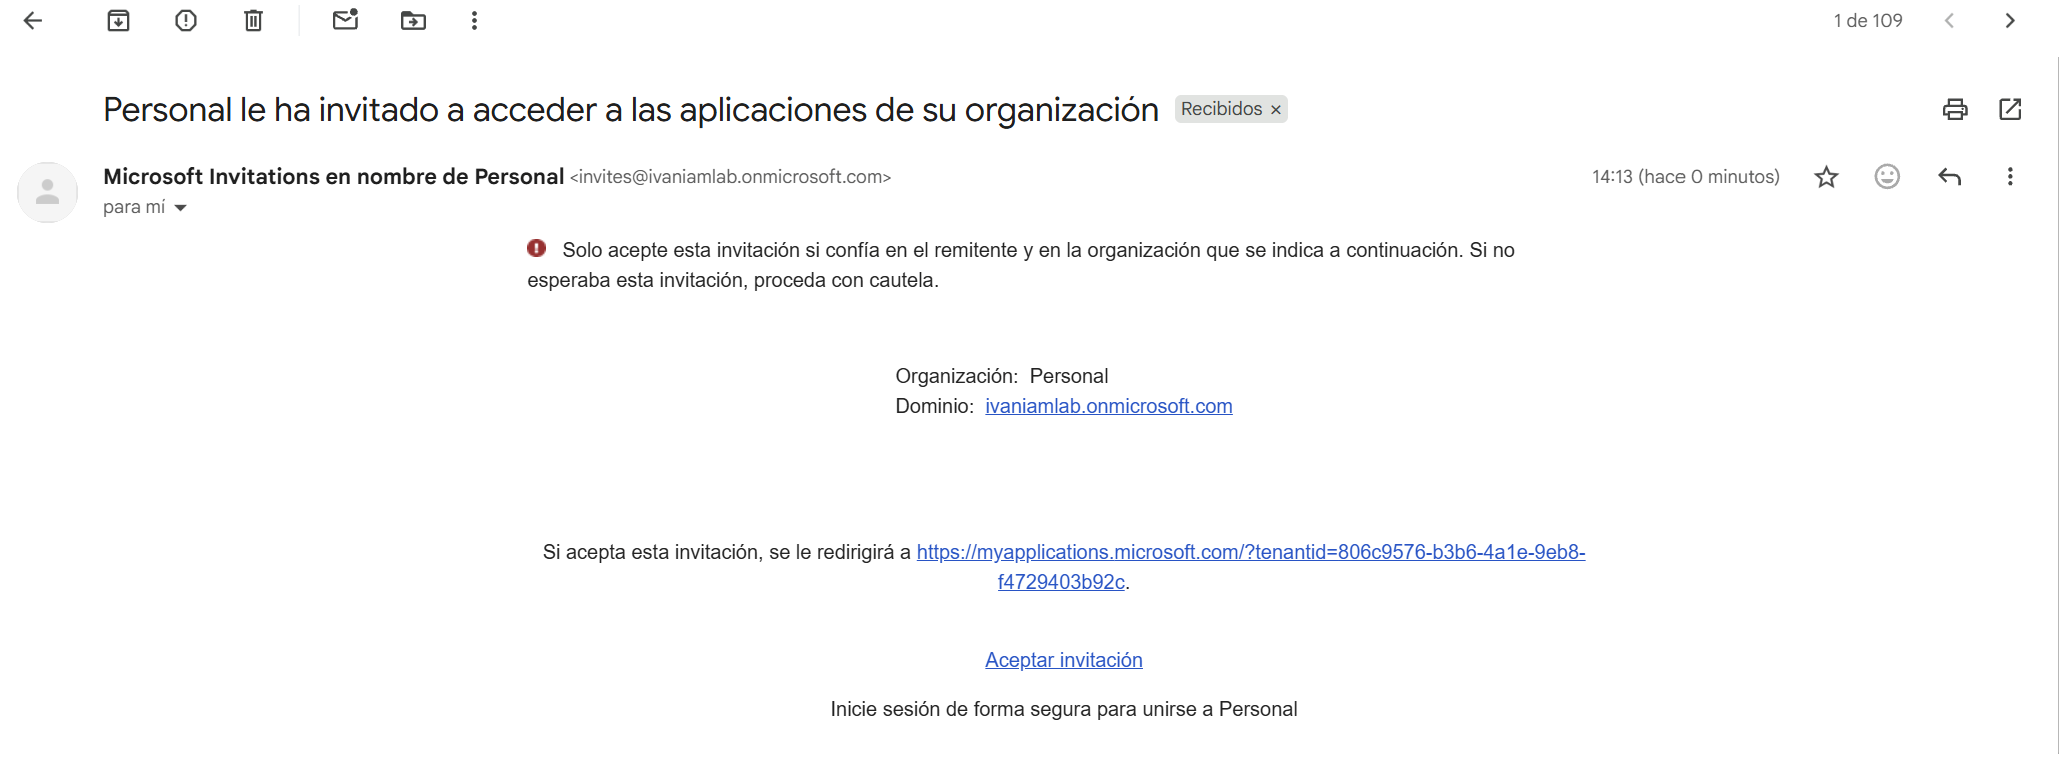 1 de 109
Personal le ha invitado a acceder a las aplicaciones de su organización Recibidos ×
Microsoft Invitations en nombre de Personal <invites@ivaniamlab.onmicrosoft.com> 14:13 (hace 0 minutos)
para mí
Solo acepte esta invitación si confía en el remitente y en la organización que se indica a continuación. Si no
esperaba esta invitación, proceda con cautela.
Organización: Personal
Dominio: ivaniamlab.onmicrosoft.com
Si acepta esta invitación, se le redirigirá a https://myapplications.microsoft.com/?tenantid=806c9576-b3b6-4a1e-9eb8-
f4729403b92c.
Aceptar invitación
Inicie sesión de forma segura para unirse a Personal